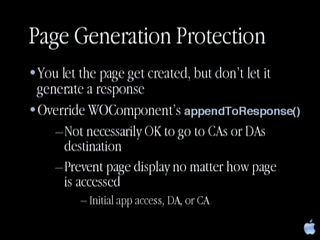 Page Generation Protection
•You let the page get created, but don't let it
generate a response
•Override WOComponent's appendToResponse()
–Not necessarily OK to go to CAs or DAs
destination
–Prevent page display no matter how page
is accessed
– Initial app access, DA, or CA